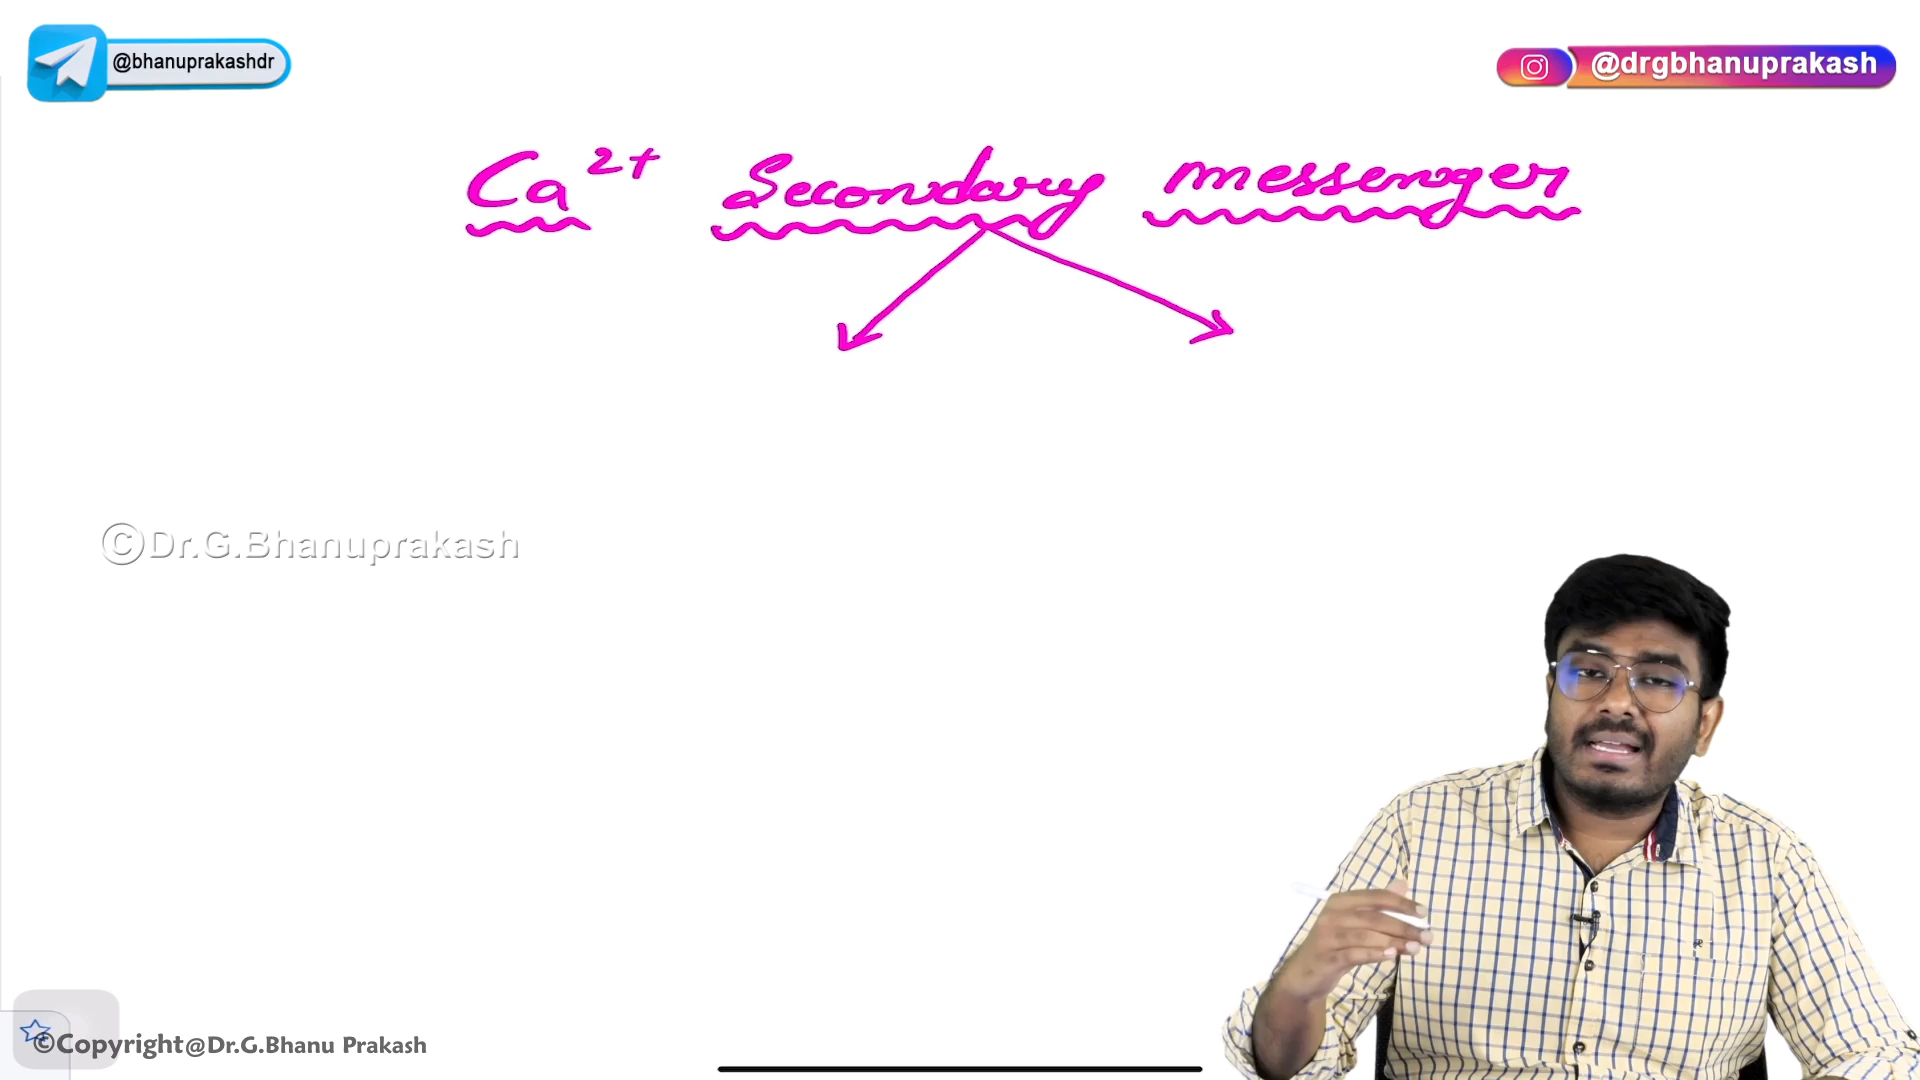 @bhanuprakashdr
@drgbhanuprakash
Ca2+ Secondary messenger
©Dr.G.Bhanuprakash
©Copyright@Dr.G.Bhanu Prakash